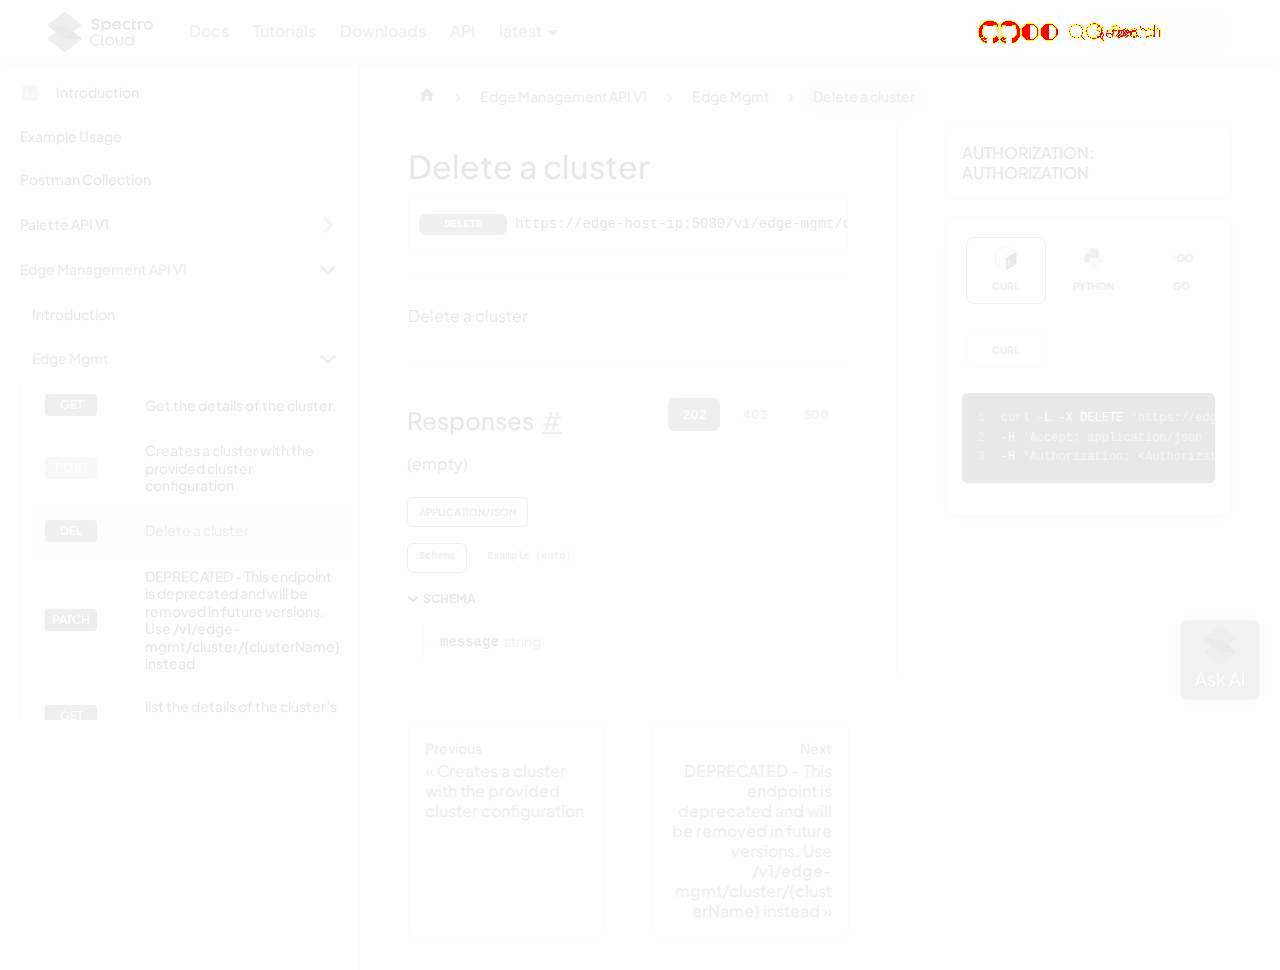 Spectro Cloud
Docs
Tutorials
Downloads
API
latest
Search
Introduction
Example Usage
Postman Collection
Palette API V1
Edge Management API V1
Introduction
Edge Mgmt
GET Get the details of the cluster.
POST Creates a cluster with the
provided cluster
configuration
DEL Delete a cluster
PATCH DEPRECATED - This endpoint
is deprecated and will be
removed in future versions.
Use /v1/edge-
mgmt/cluster/{clusterName}
instead
GET list the details of the cluster's
Edge Management API V1
Edge Mgmt
Delete a cluster
Delete a cluster
DELETE https://edge-host-ip:5080/v1/edge-mgmt/c
Delete a cluster
Responses #
202
403
500
(empty)
APPLICATION/JSON
Schema
Example (auto)
SCHEMA
message string
Previous
« Creates a cluster
with the provided
cluster configuration
Next
DEPRECATED - This
endpoint is
deprecated and will
be removed in future
versions. Use
/v1/edge-
mgmt/cluster/{clust
erName} instead »
AUTHORIZATION:
AUTHORIZATION
CURL
PYTHON
GO
GO
CURL
1 curl -L -X DELETE 'https://edg
2 -H 'Accept: application/json'
3 -H 'Authorization: <Authorizat
Ask AI